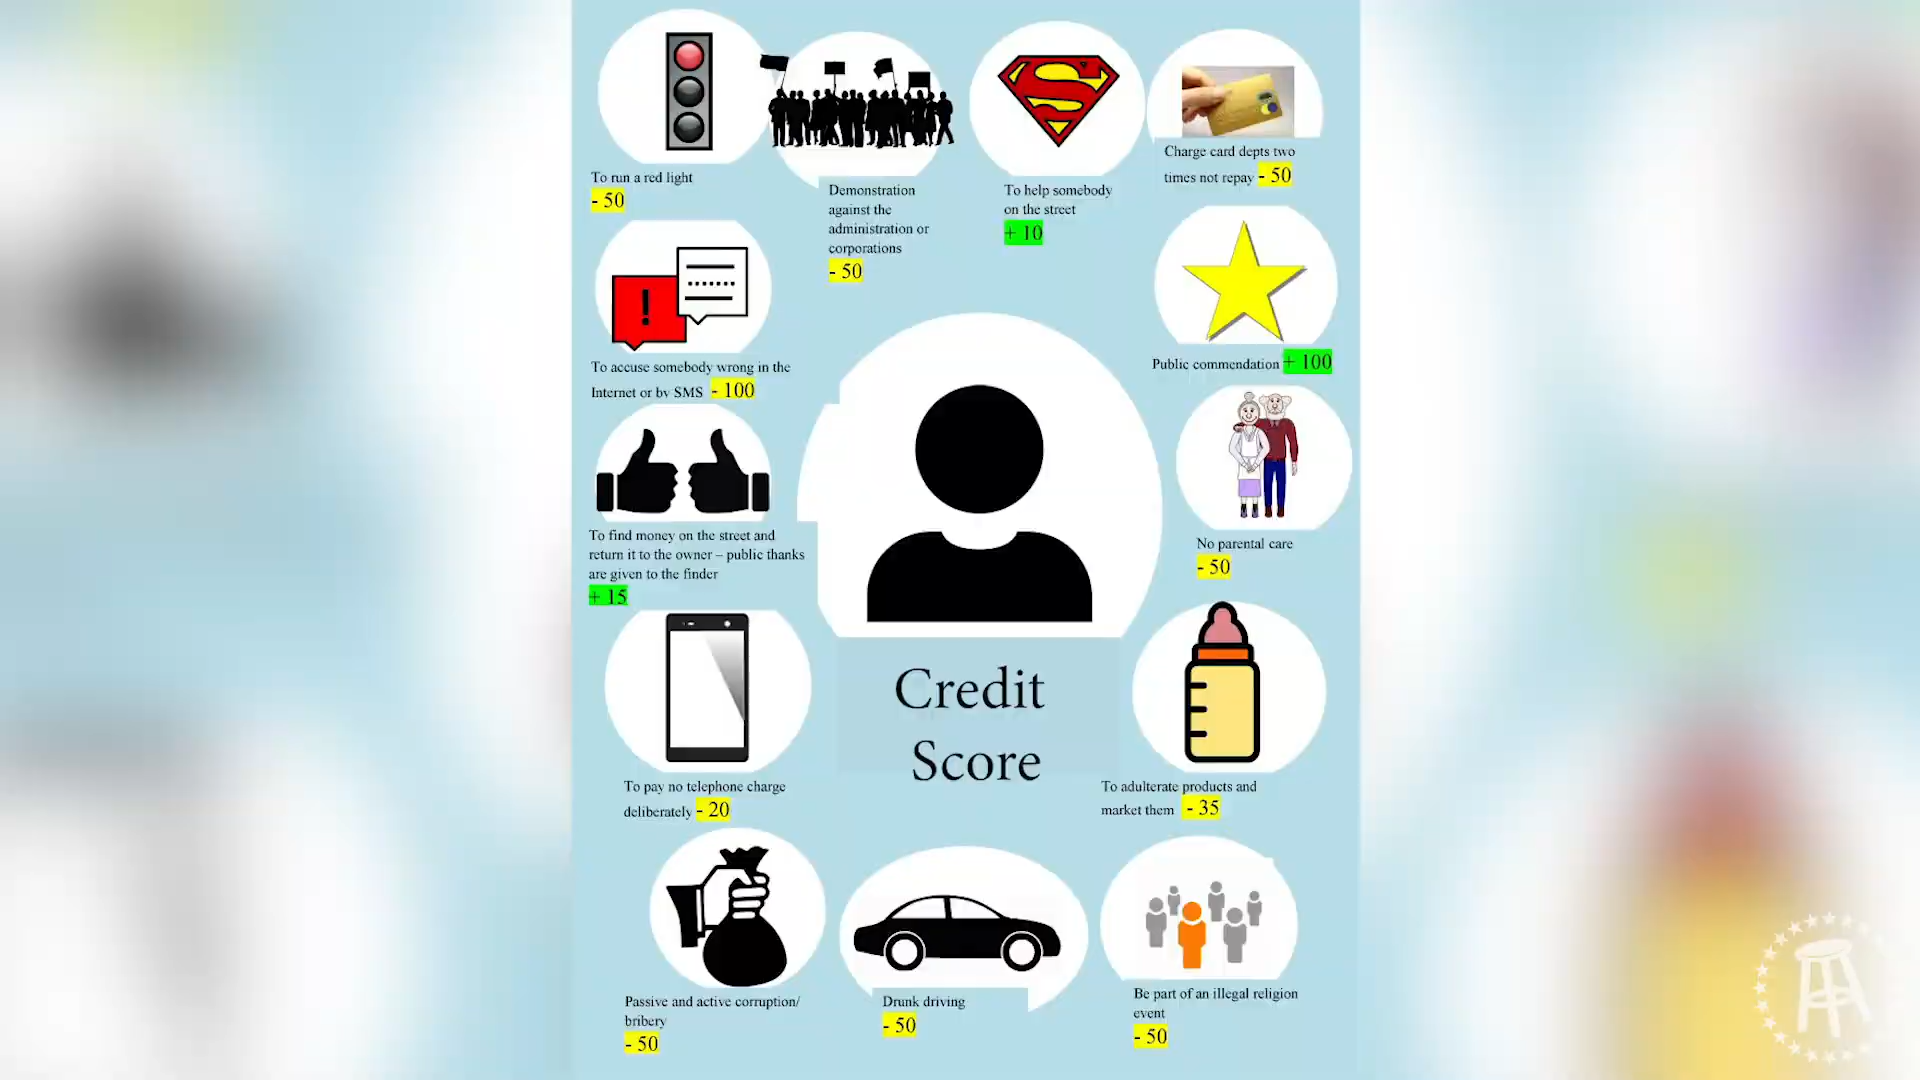 To run a red light
- 50
Demonstration
against the
administration or
corporations
- 50
To help somebody
on the street
+ 10
Charge card depts two
times not repay - 50
To accuse somebody wrong in the
Internet or by SMS - 100
!
Public commendation + 100
To find money on the street and
return it to the owner – public thanks
are given to the finder
+ 15
No parental care
- 50
Credit
Score
To pay no telephone charge
deliberately - 20
To adulterate products and
market them - 35
Passive and active corruption/
bribery
- 50
Drunk driving
- 50
Be part of an illegal religion
event
- 50